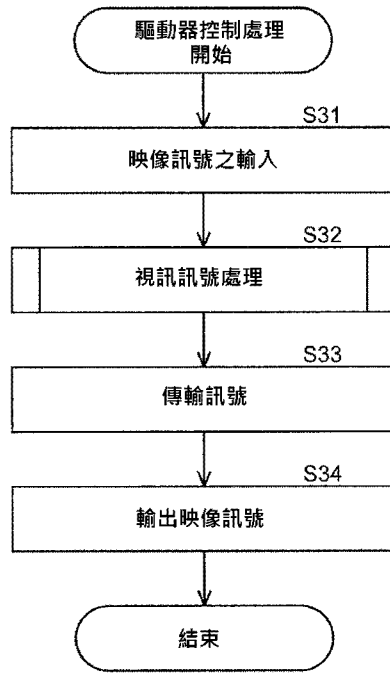 驅動器控制處理
開始
S31
映像訊號之輸入
S32
視訊訊號處理
S33
傳輸訊號
S34
輸出映像訊號
結束